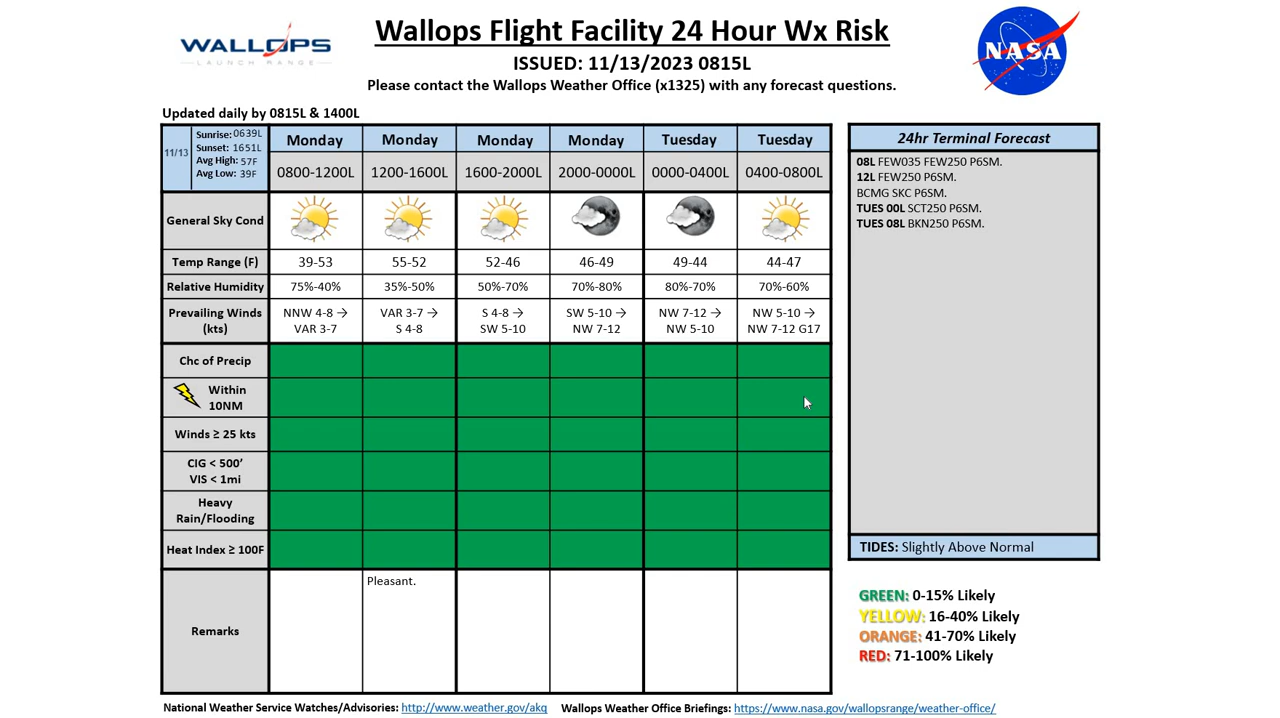 WALLOPS
LAUNCH RANGE
Wallops Flight Facility 24 Hour Wx Risk
ISSUED: 11/13/2023 0815L
Please contact the Wallops Weather Office (x1325) with any forecast questions.
NASA
Updated daily by 0815L & 1400L
11/13
Sunrise: 0639L
Sunset: 1651L
Avg High: 57F
Avg Low: 39F
Monday Monday Monday Monday Tuesday Tuesday
0800-1200L 1200-1600L 1600-2000L 2000-0000L 0000-0400L 0400-0800L
General Sky Cond
Temp Range (F) 39-53 55-52 52-46 46-49 49-44 44-47
Relative Humidity 75%-40% 35%-50% 50%-70% 70%-80% 80%-70% 70%-60%
Prevailing Winds NNW 4-8 → VAR 3-7 → S 4-8 → SW 5-10 → NW 7-12 → NW 5-10 →
(kts) VAR 3-7 S 4-8 SW 5-10 NW 7-12 NW 5-10 NW 7-12 G17
Chc of Precip
Within
10NM
Winds ≥ 25 kts
CIG < 500’
VIS < 1mi
Heavy
Rain/Flooding
Heat Index ≥ 100F
Remarks
Pleasant.
24hr Terminal Forecast
08L FEW035 FEW250 P6SM.
12L FEW250 P6SM.
BCMG SKC P6SM.
TUES 00L SCT250 P6SM.
TUES 08L BKN250 P6SM.
TIDES: Slightly Above Normal
GREEN: 0-15% Likely
YELLOW: 16-40% Likely
ORANGE: 41-70% Likely
RED: 71-100% Likely
National Weather Service Watches/Advisories: http://www.weather.gov/akq Wallops Weather Office Briefings: https://www.nasa.gov/wallopsrange/weather-office/